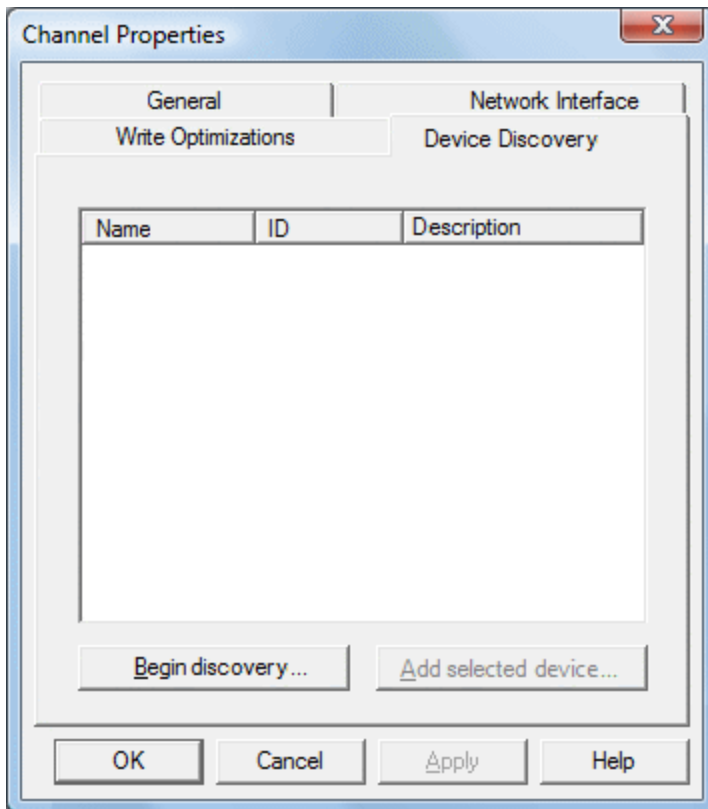 Channel Properties
General Network Interface
Write Optimizations Device Discovery
Name ID Description
Begin discovery... Add selected device...
OK Cancel Apply Help